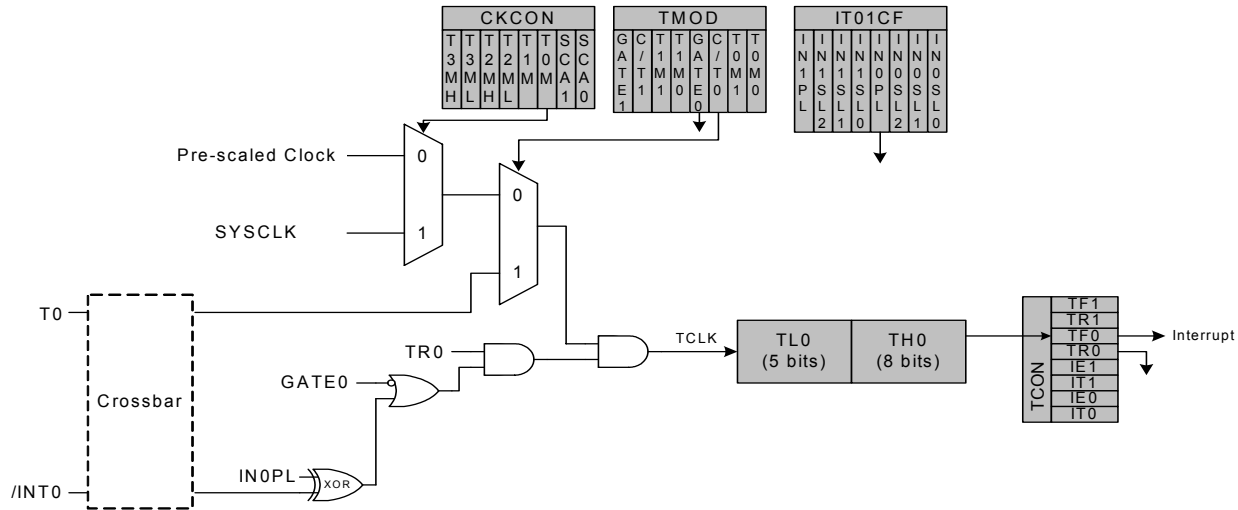 CKCON
T3MH T3ML T2MH T2ML T1M T0M SCA1 SCA0
TMOD
GATE1 C/T1 T1M1 T1M0 GATE0 C/T0 T0M1 T0M0
IT01CF
IN1PL IN1SL2 IN1SL1 IN1SL0 IN0PL IN0SL2 IN0SL1 IN0SL0
Pre-scaled Clock
0
SYSCLK
1
0
1
T0
Crossbar
/INT0
TR0
GATE0
IN0PL
XOR
TCLK
TL0
(5 bits)
TH0
(8 bits)
TCON
TF1
TR1
TF0
TR0
IE1
IT1
IE0
IT0
Interrupt